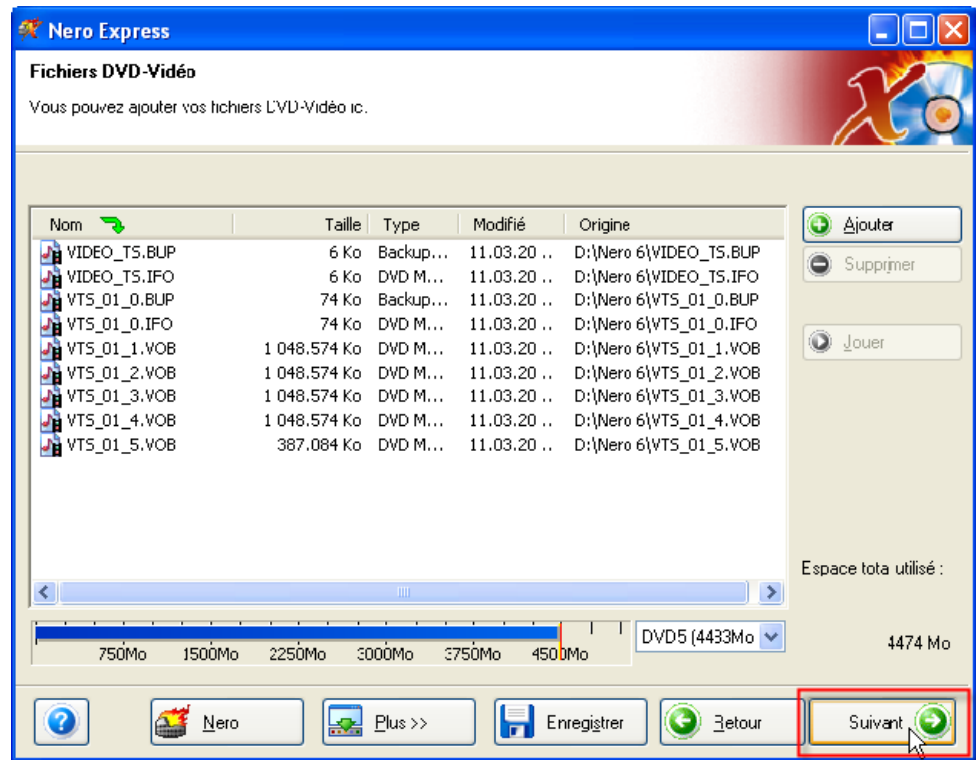 Nero Express
Fichiers DVD-Vidéo
Vous pouvez ajouter vos fichiers DVD-Vidéo ic.
Nom Taille Type Modifié Origine
VIDEO_TS.BUP 6 Ko Backup... 11.03.20 .. D:\Nero 6\VIDEO_TS.BUP
VIDEO_TS.IFO 6 Ko DVD M... 11.03.20 .. D:\Nero 6\VIDEO_TS.IFO
VTS_01_0.BUP 74 Ko Backup... 11.03.20 .. D:\Nero 6\VTS_01_0.BUP
VTS_01_0.IFO 74 Ko DVD M... 11.03.20 .. D:\Nero 6\VTS_01_0.IFO
VTS_01_1.VOB 1 048.574 Ko DVD M... 11.03.20 .. D:\Nero 6\VTS_01_1.VOB
VTS_01_2.VOB 1 048.574 Ko DVD M... 11.03.20 .. D:\Nero 6\VTS_01_2.VOB
VTS_01_3.VOB 1 048.574 Ko DVD M... 11.03.20 .. D:\Nero 6\VTS_01_3.VOB
VTS_01_4.VOB 1 048.574 Ko DVD M... 11.03.20 .. D:\Nero 6\VTS_01_4.VOB
VTS_01_5.VOB 387.084 Ko DVD M... 11.03.20 .. D:\Nero 6\VTS_01_5.VOB
Ajouter
Supprimer
Jouer
Espace tota utilisé :
4474 Mo
750Mo 1500Mo 2250Mo 3000Mo 3750Mo 4500Mo
DVD5 (4433Mo
Nero
Plus >>
Enregistrer
Retour
Suivant